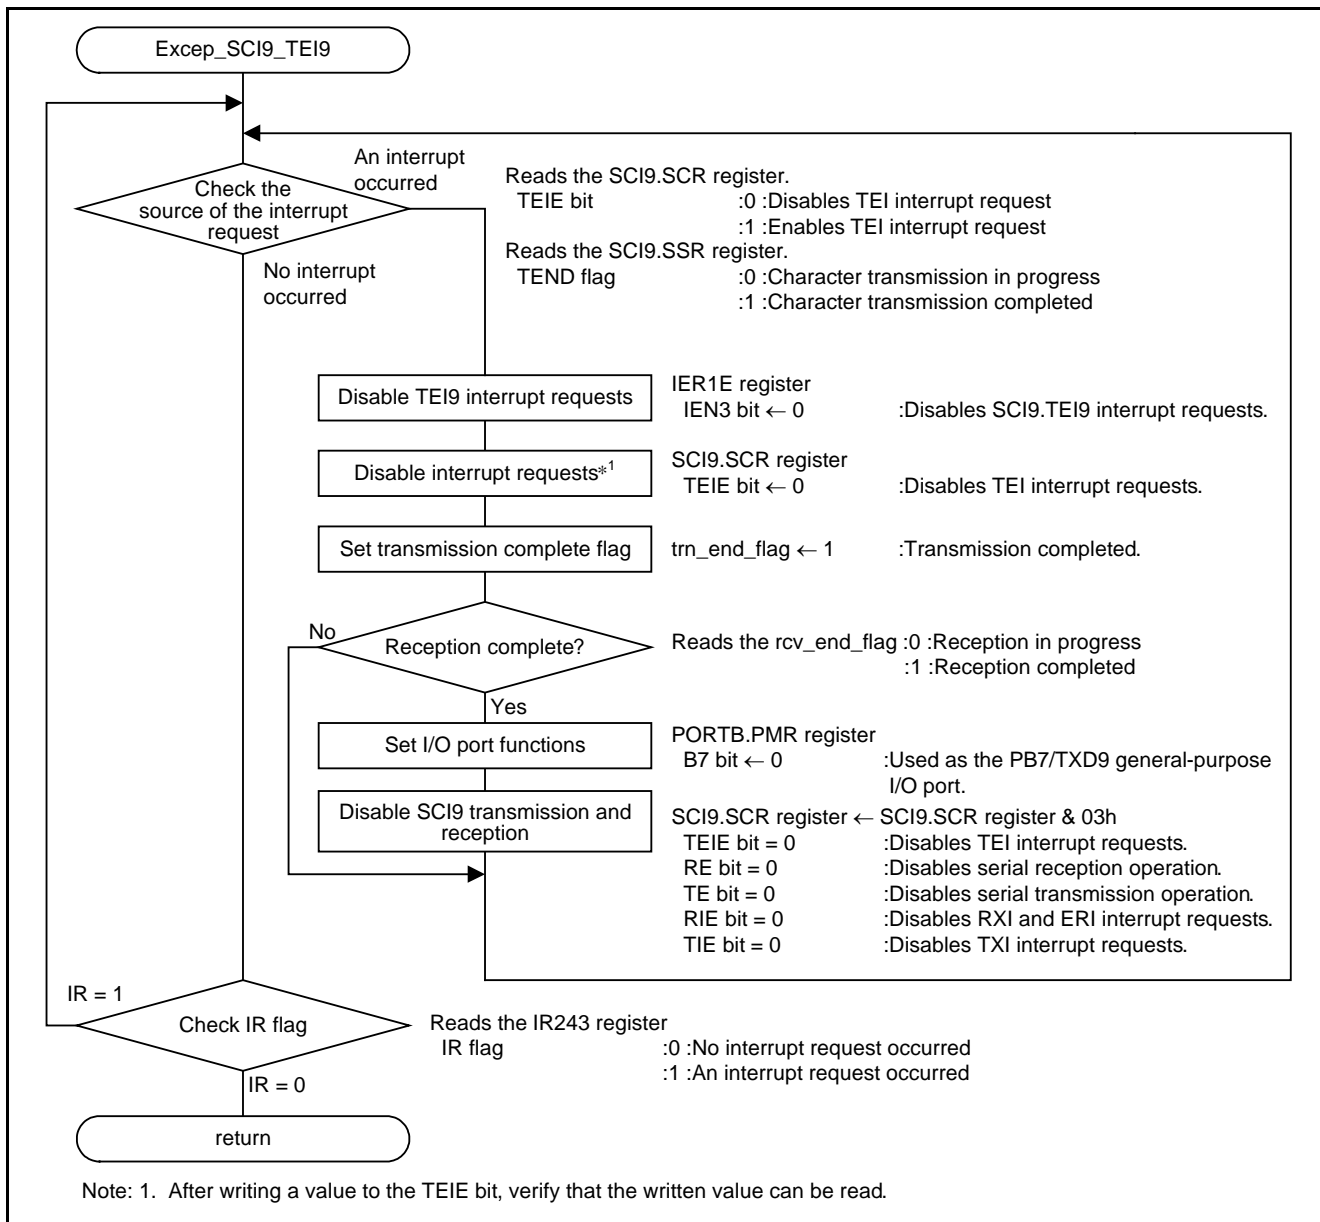 Excep_SCI9_TEI9
An interrupt
occurred
Check the
source of the interrupt
request
No interrupt
occurred
Reads the SCI9.SCR register.
TEIE bit :0 :Disables TEI interrupt request
:1 :Enables TEI interrupt request
Reads the SCI9.SSR register.
TEND flag :0 :Character transmission in progress
:1 :Character transmission completed
Disable TEI9 interrupt requests
IER1E register
IEN3 bit ← 0 :Disables SCI9.TEI9 interrupt requests.
Disable interrupt requests*1
SCI9.SCR register
TEIE bit ← 0 :Disables TEI interrupt requests.
Set transmission complete flag
trn_end_flag ← 1 :Transmission completed.
No
Reception complete?
Reads the rcv_end_flag :0 :Reception in progress
:1 :Reception completed
Yes
Set I/O port functions
PORTB.PMR register
B7 bit ← 0 :Used as the PB7/TXD9 general-purpose
I/O port.
Disable SCI9 transmission and
reception
SCI9.SCR register ← SCI9.SCR register & 03h
TEIE bit = 0 :Disables TEI interrupt requests.
RE bit = 0 :Disables serial reception operation.
TE bit = 0 :Disables serial transmission operation.
RIE bit = 0 :Disables RXI and ERI interrupt requests.
TIE bit = 0 :Disables TXI interrupt requests.
IR = 1
Check IR flag
Reads the IR243 register
IR flag :0 :No interrupt request occurred
:1 :An interrupt request occurred
IR = 0
return
Note: 1. After writing a value to the TEIE bit, verify that the written value can be read.